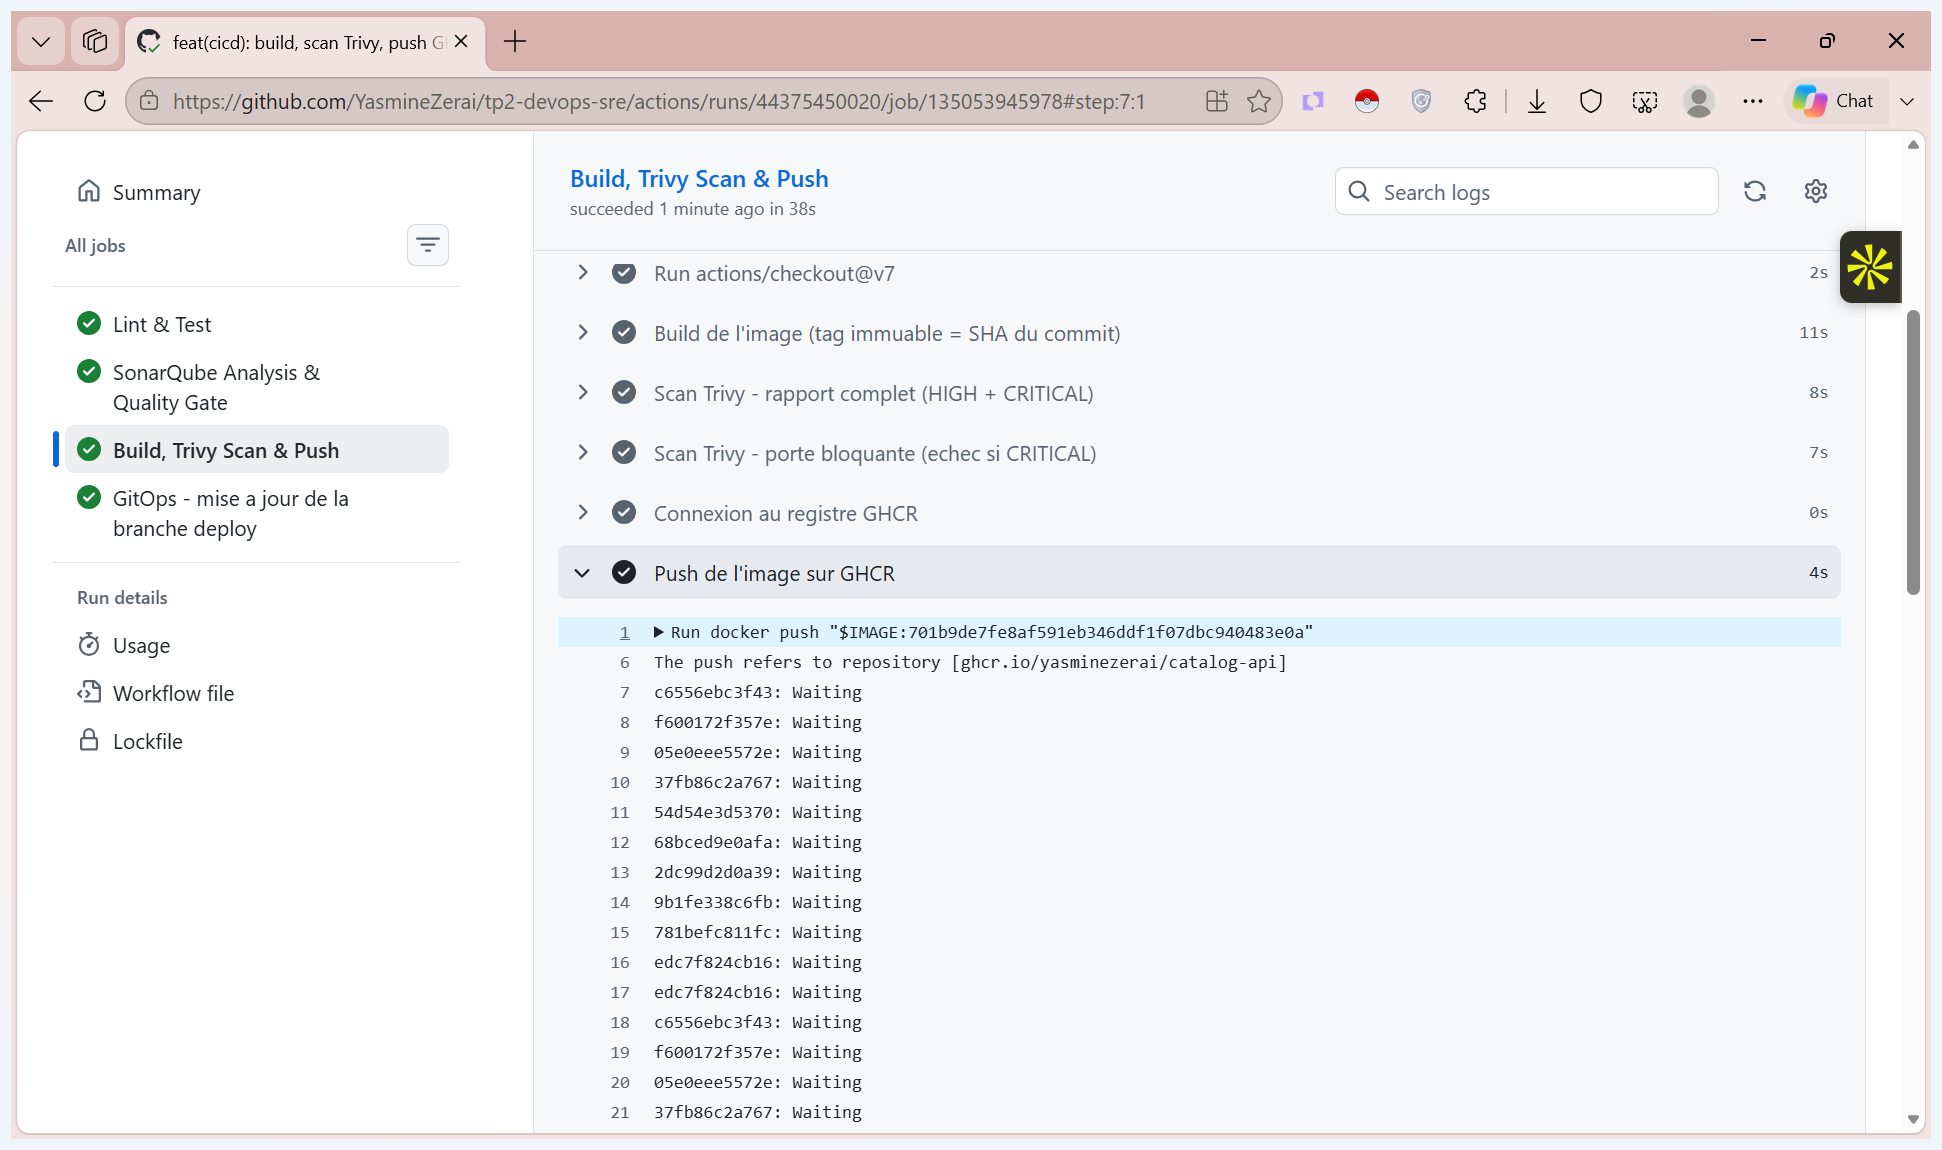 feat(cicd): build, scan Trivy, push G
https://github.com/YasmineZerai/tp2-devops-sre/actions/runs/44375450020/job/135053945978#step:7:1
Chat
Summary
All jobs
Lint & Test
SonarQube Analysis &
Quality Gate
Build, Trivy Scan & Push
GitOps - mise a jour de la
branche deploy
Run details
Usage
Workflow file
Lockfile
Build, Trivy Scan & Push
succeeded 1 minute ago in 38s
Search logs
Run actions/checkout@v7 2s
Build de l'image (tag immuable = SHA du commit) 11s
Scan Trivy - rapport complet (HIGH + CRITICAL) 8s
Scan Trivy - porte bloquante (echec si CRITICAL) 7s
Connexion au registre GHCR 0s
Push de l'image sur GHCR 4s
1 Run docker push "$IMAGE:701b9de7fe8af591eb346ddf1f07dbc940483e0a"
6 The push refers to repository [ghcr.io/yasminezerai/catalog-api]
7 c6556ebc3f43: Waiting
8 f600172f357e: Waiting
9 05e0eee5572e: Waiting
10 37fb86c2a767: Waiting
11 54d54e3d5370: Waiting
12 68bced9e0afa: Waiting
13 2dc99d2d0a39: Waiting
14 9b1fe338c6fb: Waiting
15 781befc811fc: Waiting
16 edc7f824cb16: Waiting
17 edc7f824cb16: Waiting
18 c6556ebc3f43: Waiting
19 f600172f357e: Waiting
20 05e0eee5572e: Waiting
21 37fb86c2a767: Waiting